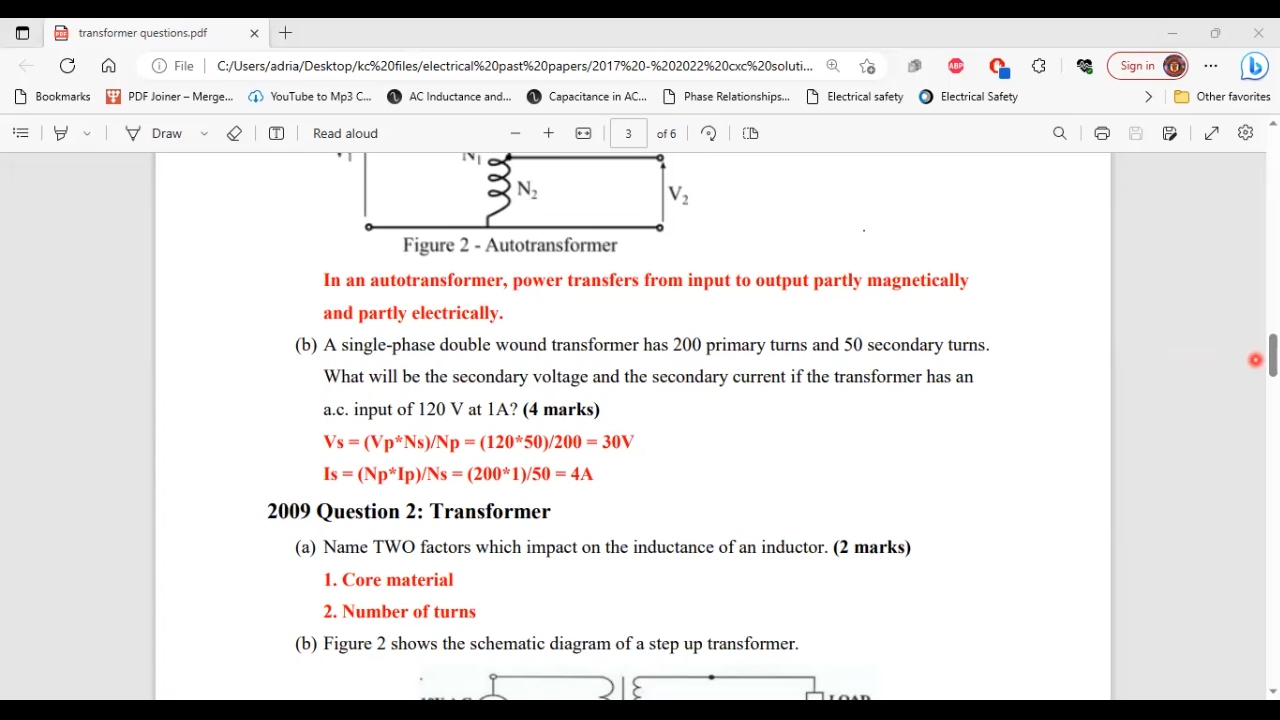 transformer questions.pdf
File
C:/Users/adria/Desktop/kc%20files/electrical%20past%20papers/2017%20-%202022%20cxc%20soluti...
ABP
Sign in
Bookmarks
PDF Joiner – Merge...
YouTube to Mp3 C...
AC Inductance and...
Capacitance in AC...
Phase Relationships...
Electrical safety
Electrical Safety
Other favorites
Draw
Read aloud
3 of 6
N1
N2
V2
Figure 2 - Autotransformer
In an autotransformer, power transfers from input to output partly magnetically
and partly electrically.
(b) A single-phase double wound transformer has 200 primary turns and 50 secondary turns.
What will be the secondary voltage and the secondary current if the transformer has an
a.c. input of 120 V at 1A? (4 marks)
Vs = (Vp*Ns)/Np = (120*50)/200 = 30V
Is = (Np*Ip)/Ns = (200*1)/50 = 4A
2009 Question 2: Transformer
(a) Name TWO factors which impact on the inductance of an inductor. (2 marks)
1. Core material
2. Number of turns
(b) Figure 2 shows the schematic diagram of a step up transformer.
LOAD